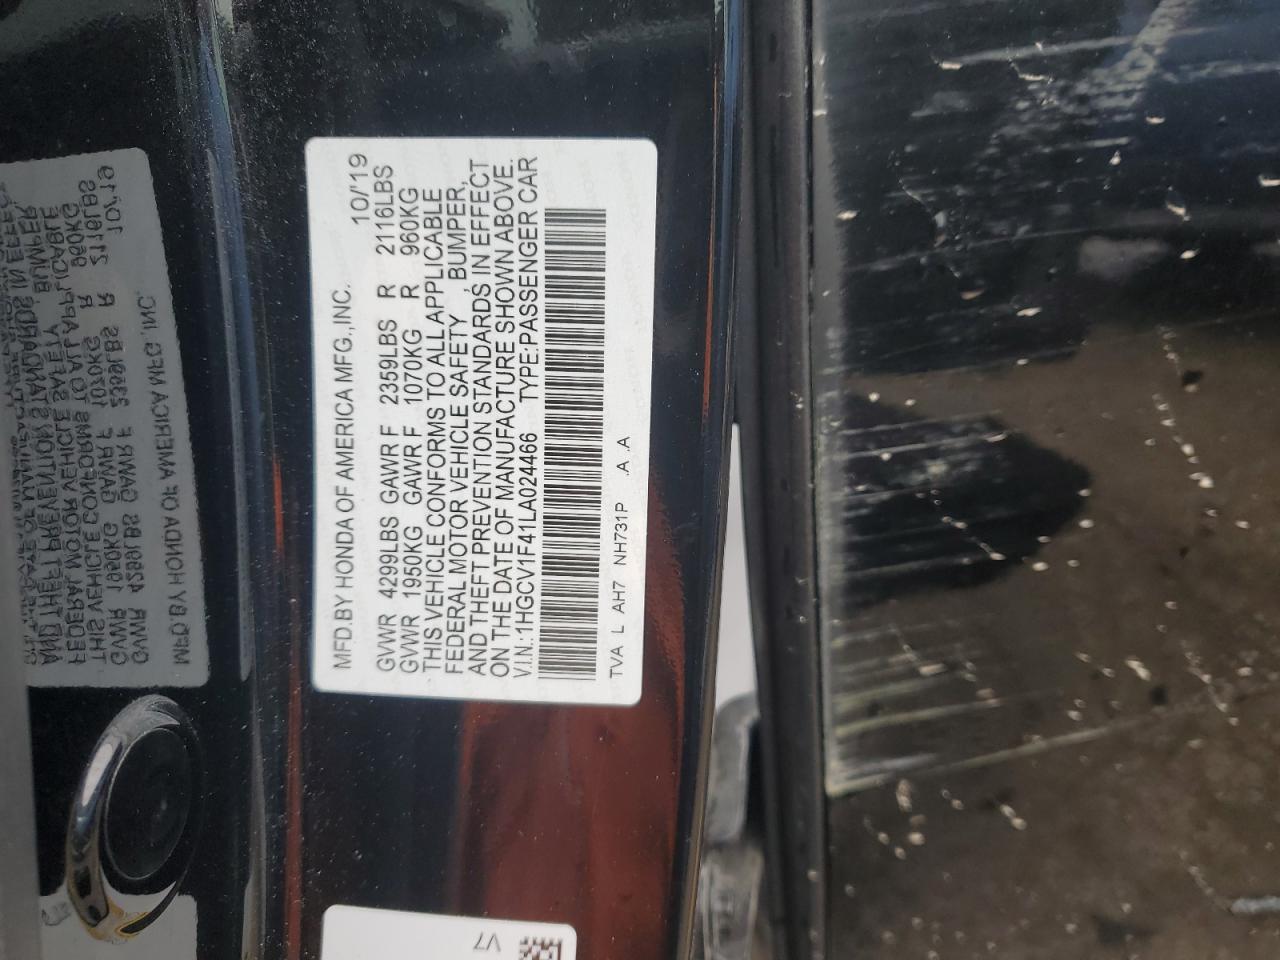 MFD.BY HONDA OF AMERICA MFG.,INC. 10/'19
GVWR 4299LBS GAWR F 2359LBS R 2116LBS
GVWR 1950KG GAWR F 1070KG R 960KG
THIS VEHICLE CONFORMS TO ALL APPLICABLE
FEDERAL MOTOR VEHICLE SAFETY BUMPER,
AND THEFT PREVENTION STANDARDS IN EFFECT
ON THE DATE OF MANUFACTURE SHOWN ABOVE.
V.I.N.:1HGCV1F41LA024466 TYPE:PASSENGER CAR
TVA L AH7 NH731P .A .A
V7